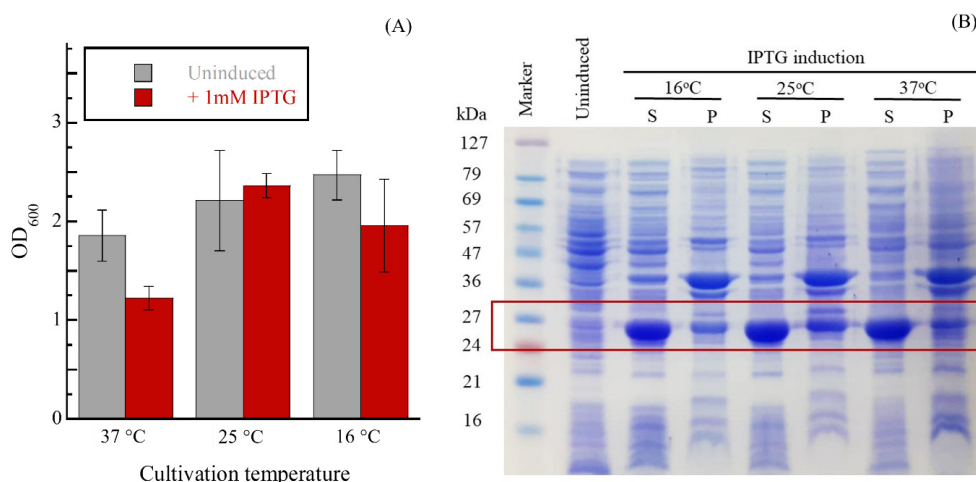 (A)
Uninduced
+ 1mM IPTG
3
2
1
0
OD600
37 °C
25 °C
16 °C
Cultivation temperature
(B)
IPTG induction
Marker
Uninduced
16°C
25°C
37°C
kDa
S
P
S
P
S
P
127
79
69
57
47
36
27
24
21
16